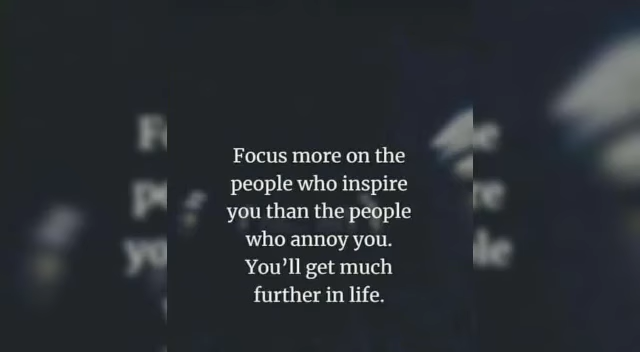 Focus more on the
people who inspire
you than the people
who annoy you.
You’ll get much
further in life.